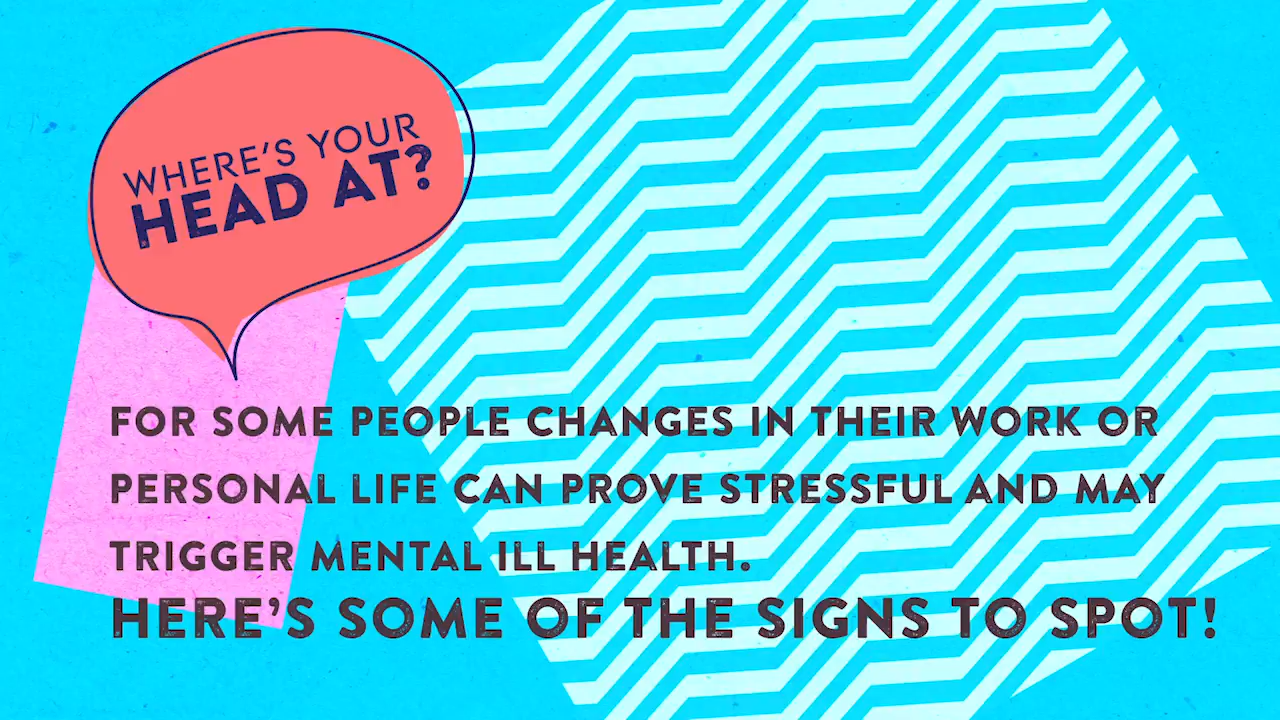 WHERE'S YOUR
HEAD AT?
FOR SOME PEOPLE CHANGES IN THEIR WORK OR
PERSONAL LIFE CAN PROVE STRESSFUL AND MAY
TRIGGER MENTAL ILL HEALTH.
HERE'S SOME OF THE SIGNS TO SPOT!